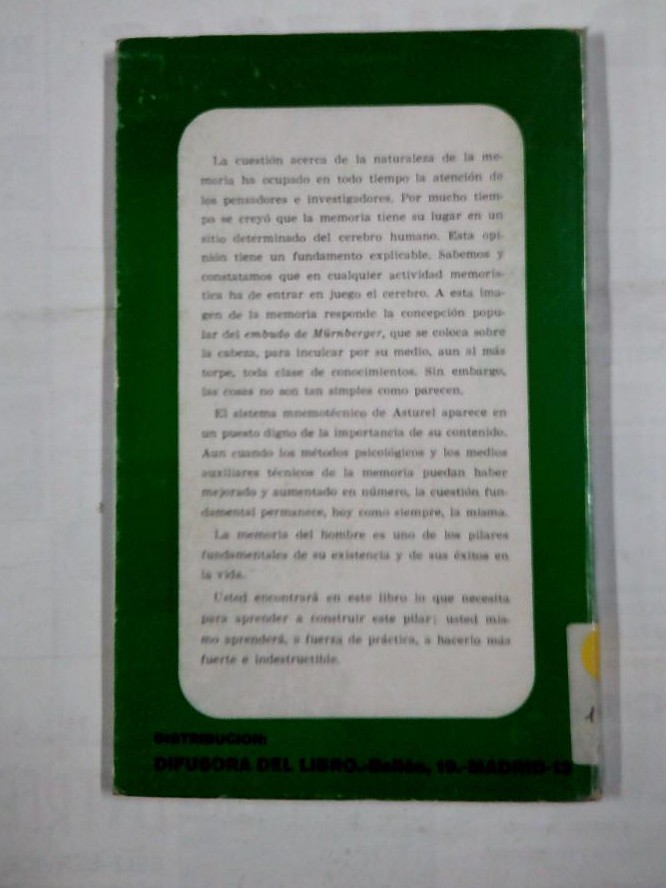 La cuestión acerca de la naturaleza de la me-
moria ha ocupado en todo tiempo la atención de
los pensadores e investigadores. Por mucho tiem-
po se creyó que la memoria tiene su lugar en un
sitio determinado del cerebro humano. Esta opi-
nión tiene un fundamento explicable. Sabemos y
constatamos que en cualquier actividad memorís-
tica ha de entrar en juego el cerebro. A esta ima-
gen de la memoria responde la concepción popu-
lar del embudo de Mürnberger, que se coloca sobre
la cabeza, para inculcar por su medio, aun al más
torpe, toda clase de conocimientos. Sin embargo,
las cosas no son tan simples como parecen.
El sistema mnemotécnico de Asturel aparece en
un puesto digno de la importancia de su contenido.
Aun cuando los métodos psicológicos y los medios
auxiliares técnicos de la memoria puedan haber
mejorado y aumentado en número, la cuestión fun-
damental permanece, hoy como siempre, la misma.
La memoria del hombre es uno de los pilares
fundamentales de su existencia y de sus éxitos en
la vida.
Usted encontrará en este libro lo que necesita
para aprender a construir este pilar; usted mis-
mo aprenderá, a fuerza de práctica, a hacerlo más
fuerte e indestructible.
DISTRIBUCION:
DIFUSORA DEL LIBRO.-Bailén, 19.-MADRID-13
1